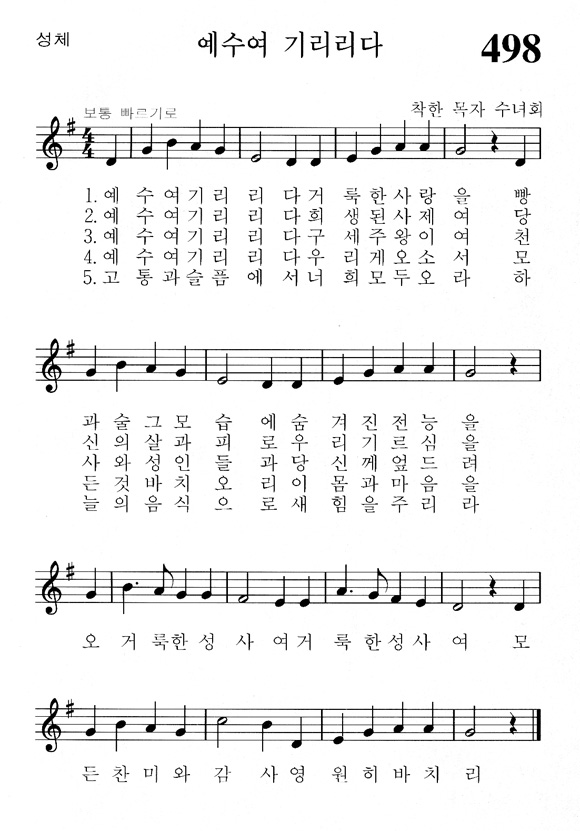 성체
예수여 기리리다
498
보통 빠르기로
착한 목자 수녀회
4
4
1. 예 수 여 기 리 리 다 거 룩 한 사 랑 을 빵
2. 예 수 여 기 리 리 다 희 생 된 사 제 여 당
3. 예 수 여 기 리 리 다 구 세 주 왕 이 여 천
4. 예 수 여 기 리 리 다 우 리 게 오 소 서 모
5. 고 통 과 슬 픔 에 서 너 희 모 두 오 라 하
과 술 그 모 습 에 숨 겨 진 전 능 을
신 의 살 과 피 로 우 리 기 르 심 을
사 와 성 인 들 과 당 신 께 엎 드 려
든 것 바 치 오 리 이 몸 과 마 음 을
늘 의 음 식 으 로 새 힘 을 주 리 라
오 거 룩 한 성 사 여 거 룩 한 성 사 여 모
든 찬 미 와 감 사 영 원 히 바 치 리